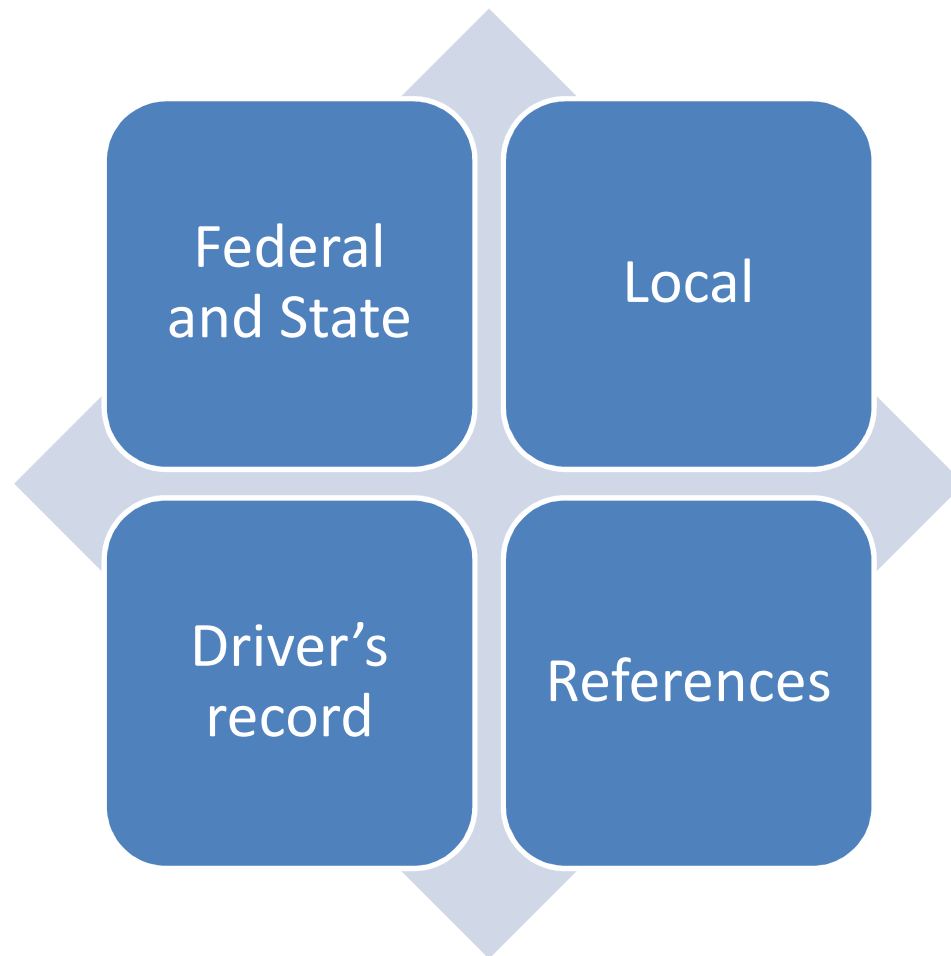 Federal
and State
Local
Driver’s
record
References